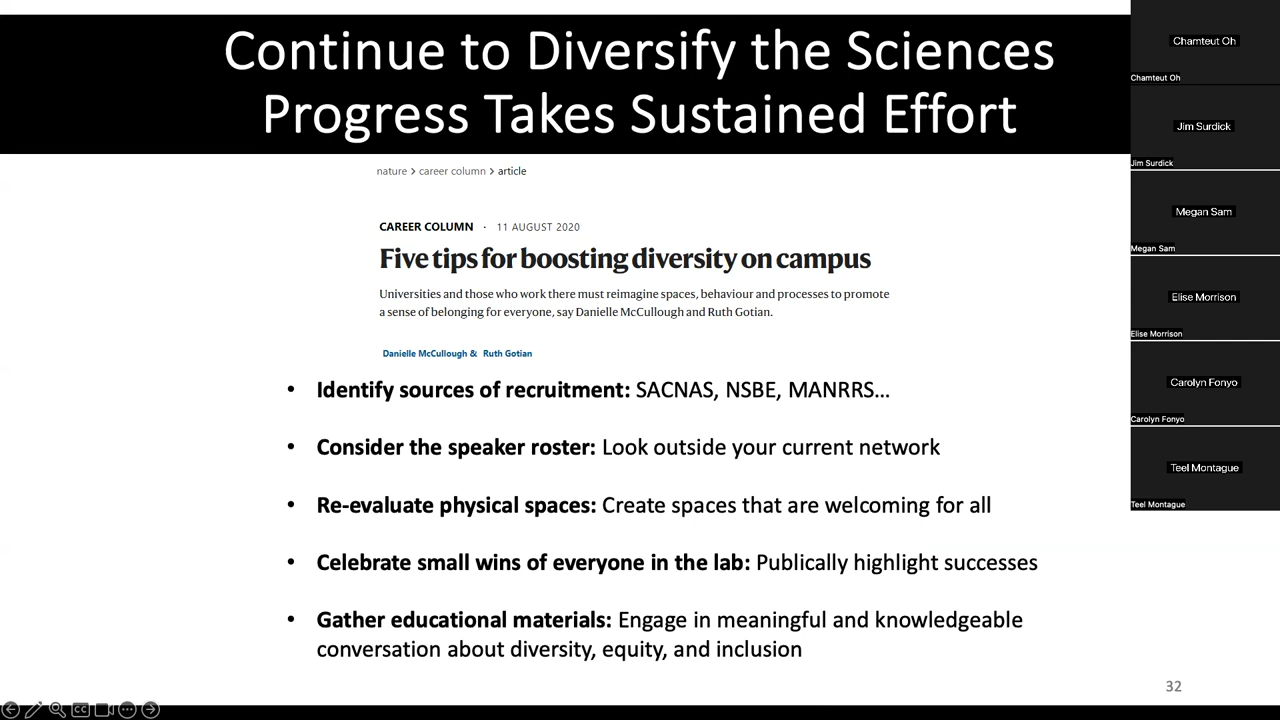 Continue to Diversify the Sciences
Progress Takes Sustained Effort
nature > career column > article
CAREER COLUMN · 11 AUGUST 2020
Five tips for boosting diversity on campus
Universities and those who work there must reimagine spaces, behaviour and processes to promote
a sense of belonging for everyone, say Danielle McCullough and Ruth Gotian.
Danielle McCullough & Ruth Gotian
• Identify sources of recruitment: SACNAS, NSBE, MANRRS...
• Consider the speaker roster: Look outside your current network
• Re-evaluate physical spaces: Create spaces that are welcoming for all
• Celebrate small wins of everyone in the lab: Publically highlight successes
• Gather educational materials: Engage in meaningful and knowledgeable
conversation about diversity, equity, and inclusion
32
CC
Chamteut Oh
Chamteut Oh
Jim Surdick
Jim Surdick
Megan Sam
Megan Sam
Elise Morrison
Elise Morrison
Carolyn Fonyo
Carolyn Fonyo
Teel Montague
Teel Montague